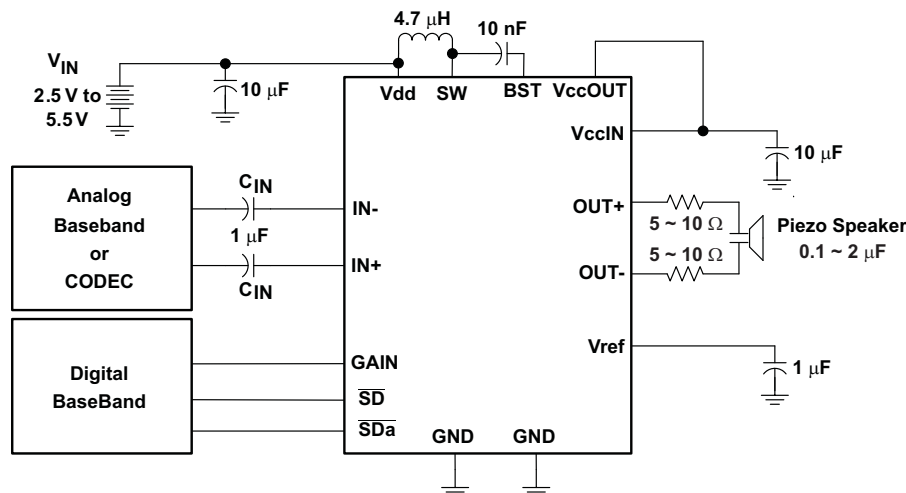 4.7 μH
10 nF
VIN
2.5 V to
5.5 V
10 μF
Vdd
SW
BST
VccOUT
VccIN
10 μF
Analog
Baseband
or
CODEC
CIN
1 μF
CIN
IN-
IN+
OUT+
5 ~ 10 Ω
5 ~ 10 Ω
OUT-
Piezo Speaker
0.1 ~ 2 μF
Digital
BaseBand
GAIN
S̅D̅
S̅D̅a̅
Vref
1 μF
GND
GND